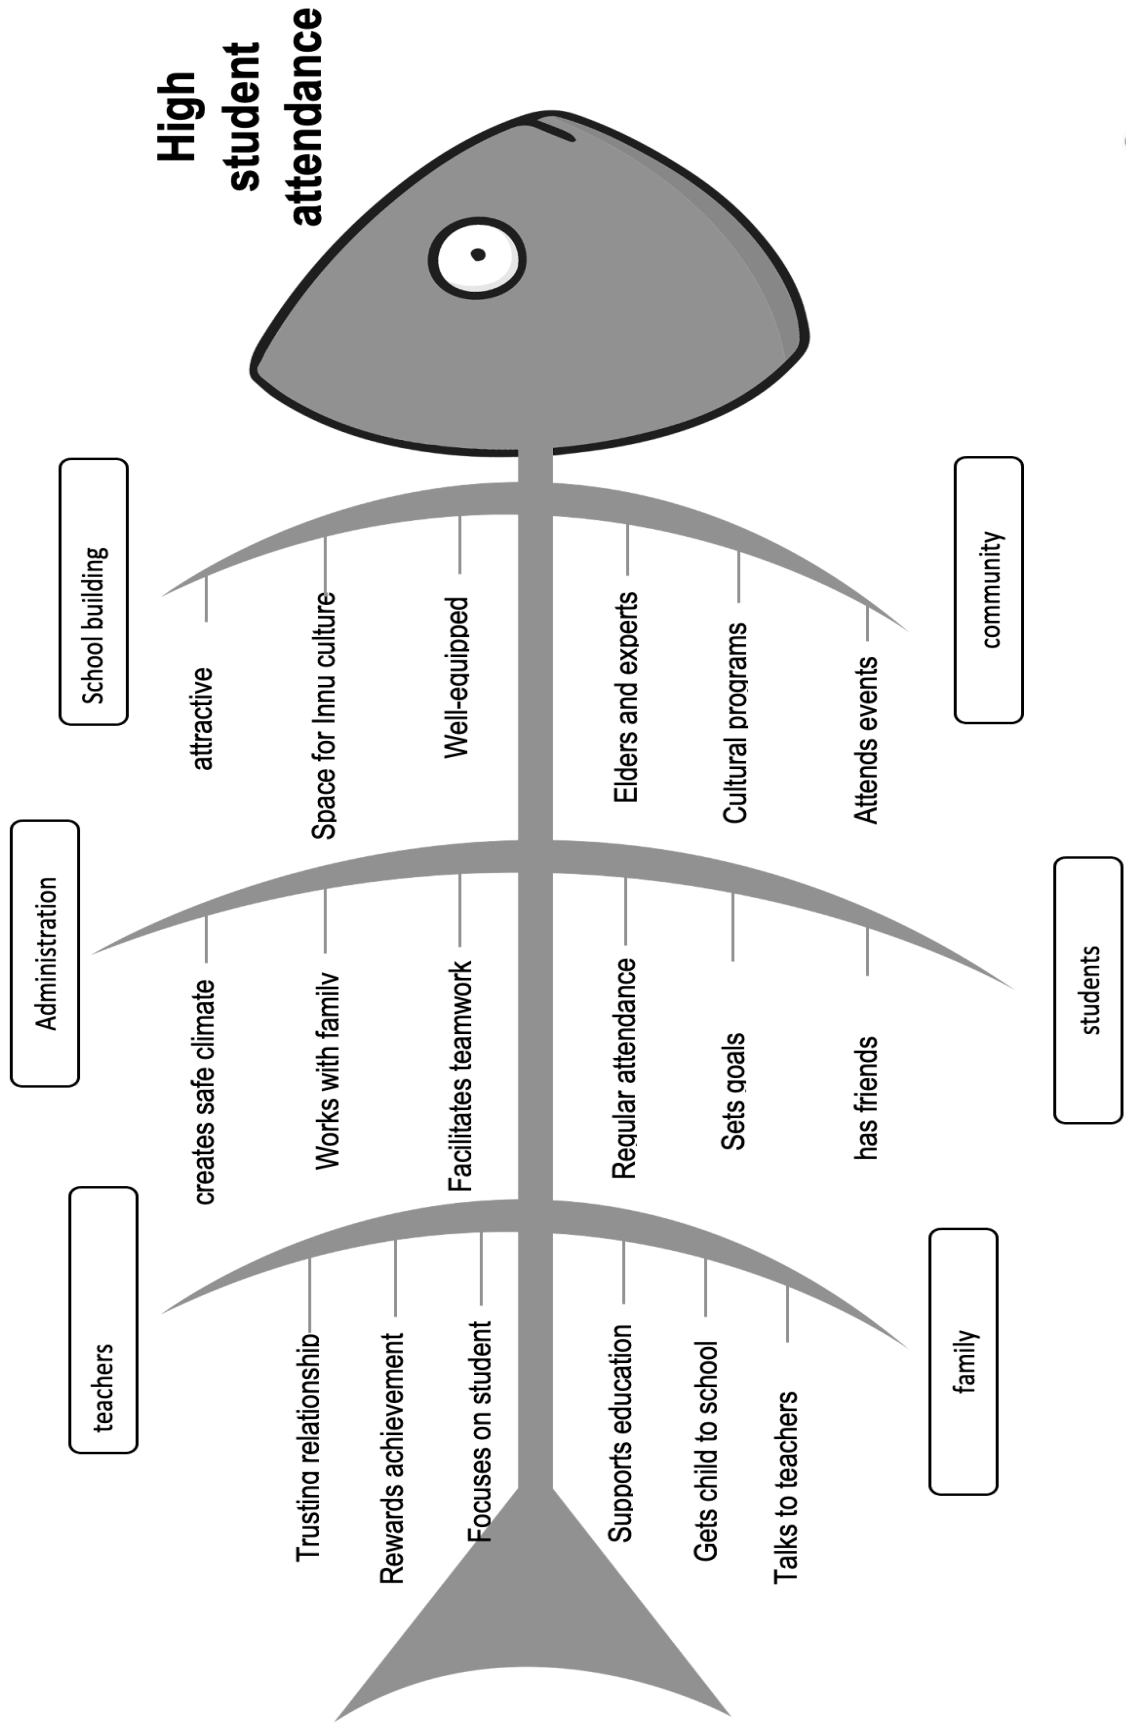 High
student
attendance
School building
attractive
Space for Innu culture
Well-equipped
community
Elders and experts
Cultural programs
Attends events
Administration
creates safe climate
Works with family
Facilitates teamwork
students
Regular attendance
Sets goals
has friends
teachers
Trusting relationship
Rewards achievement
Focuses on student
family
Supports education
Gets child to school
Talks to teachers